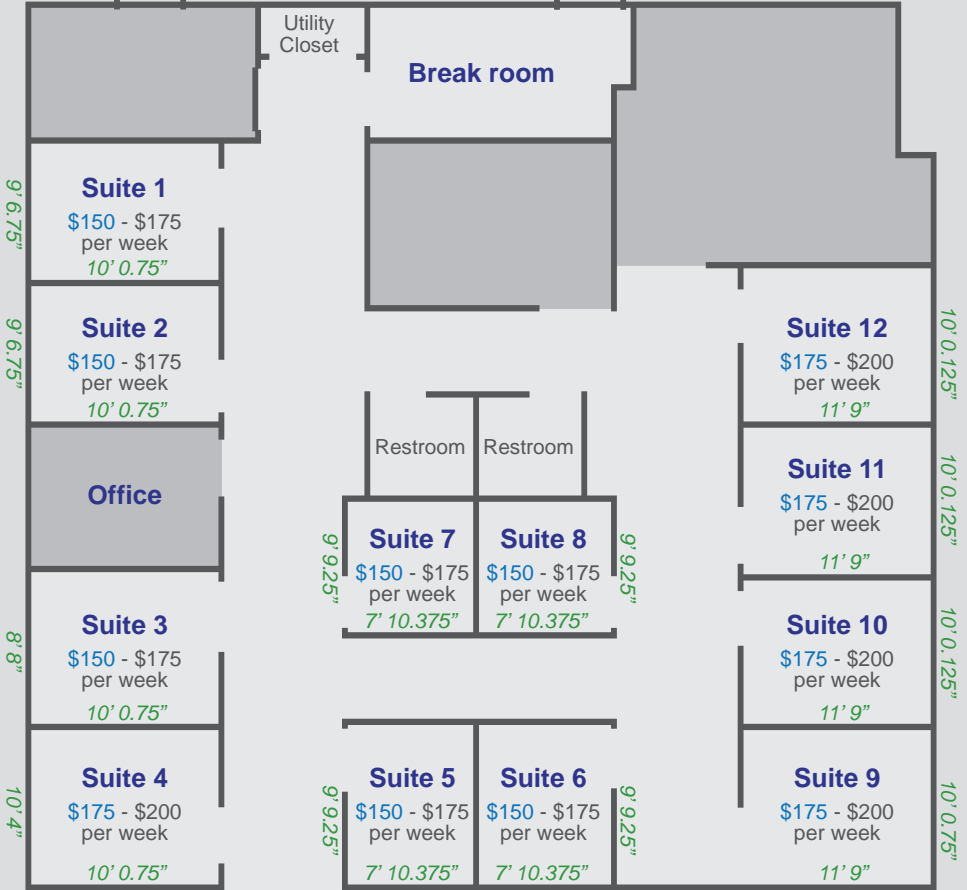 Utility
Closet
Break room
Suite 1
$150 - $175
per week
10’ 0.75”
9’ 6.75”
Suite 2
$150 - $175
per week
10’ 0.75”
9’ 6.75”
Office
Suite 3
$150 - $175
per week
10’ 0.75”
8’ 8”
Suite 4
$175 - $200
per week
10’ 0.75”
10’ 4”
Restroom
Restroom
Suite 7
$150 - $175
per week
7’ 10.375”
9’ 9.25”
Suite 8
$150 - $175
per week
7’ 10.375”
9’ 9.25”
Suite 5
$150 - $175
per week
7’ 10.375”
9’ 9.25”
Suite 6
$150 - $175
per week
7’ 10.375”
9’ 9.25”
Suite 12
$175 - $200
per week
11’ 9”
10’ 0.125”
Suite 11
$175 - $200
per week
11’ 9”
10’ 0.125”
Suite 10
$175 - $200
per week
11’ 9”
10’ 0.125”
Suite 9
$175 - $200
per week
11’ 9”
10’ 0.75”